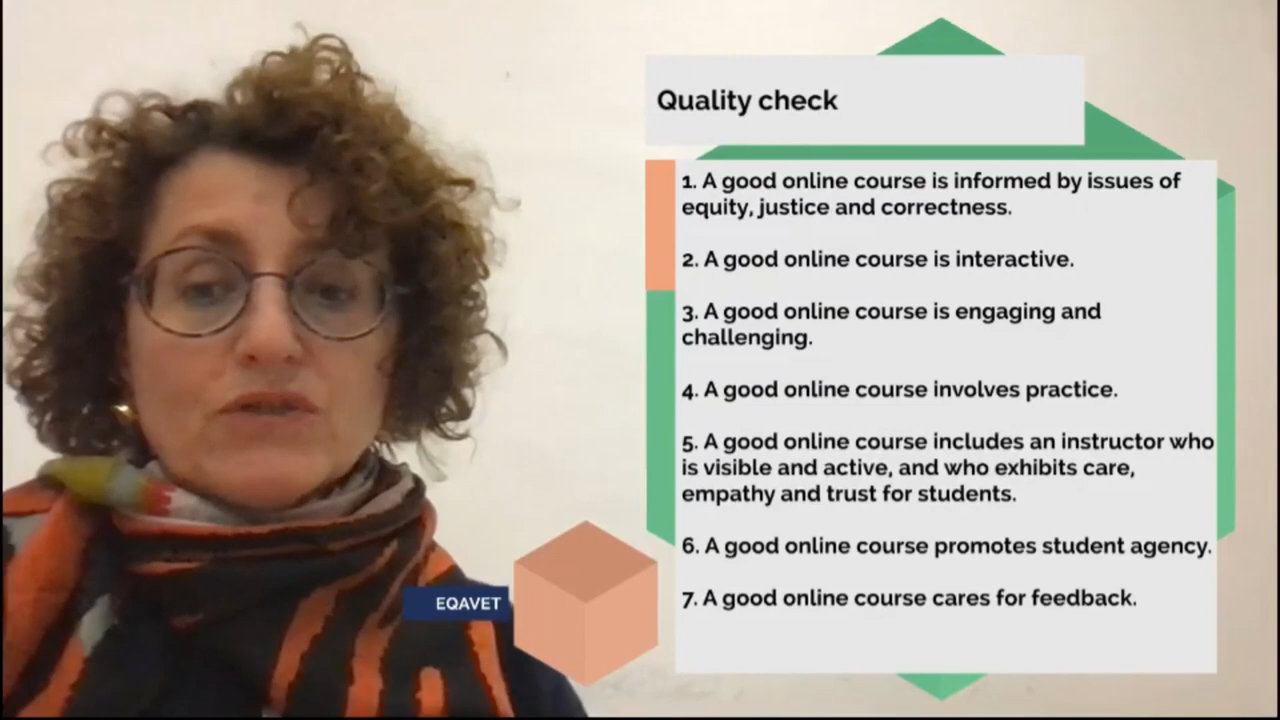 Quality check
1. A good online course is informed by issues of
equity, justice and correctness.
2. A good online course is interactive.
3. A good online course is engaging and
challenging.
4. A good online course involves practice.
5. A good online course includes an instructor who
is visible and active, and who exhibits care,
empathy and trust for students.
6. A good online course promotes student agency.
7. A good online course cares for feedback.
EQAVET